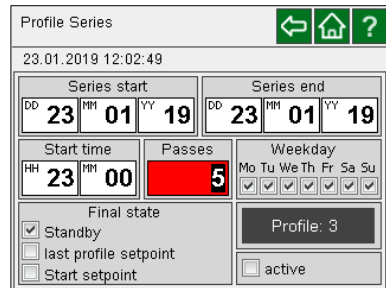 Profile Series
?
23.01.2019 12:02:49
Series start
Series end
DD 23 MM 01 YY 19
DD 23 MM 01 YY 19
Start time
Passes
Weekday
HH 23 MM 00
5
Mo Tu We Th Fr Sa Su
Final state
Standby
last profile setpoint
Start setpoint
Profile: 3
active